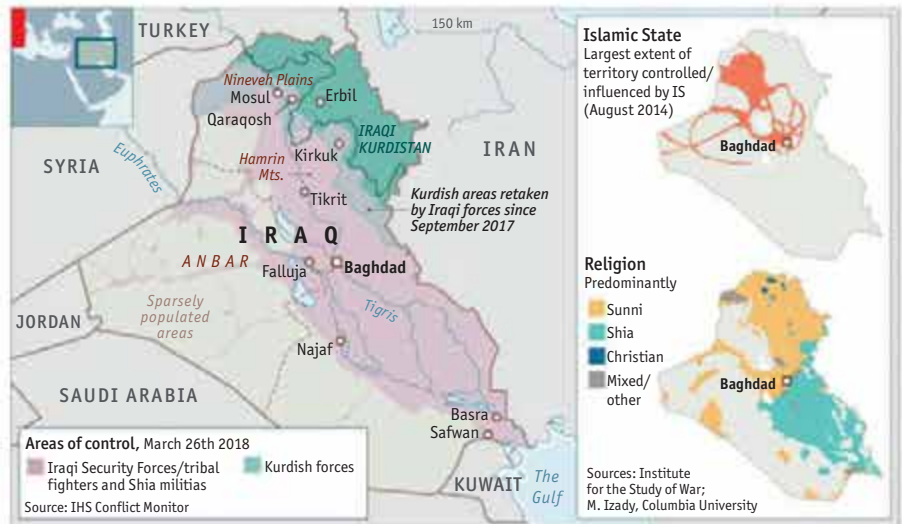 TURKEY
150 km
Nineveh Plains
Mosul
Erbil
Qaraqosh
IRAQI
KURDISTAN
IRAN
SYRIA
Euphrates
Hamrin
Mts.
Kirkuk
Tikrit
Kurdish areas retaken
by Iraqi forces since
September 2017
IRAQ
ANBAR
Falluja
Baghdad
Sparsely
populated
areas
Tigris
JORDAN
Najaf
SAUDI ARABIA
Basra
Safwan
KUWAIT
The
Gulf
Areas of control, March 26th 2018
Iraqi Security Forces/tribal
fighters and Shia militias
Kurdish forces
Source: IHS Conflict Monitor
Islamic State
Largest extent of
territory controlled/
influenced by IS
(August 2014)
Baghdad
Religion
Predominantly
Sunni
Shia
Christian
Mixed/
other
Baghdad
Sources: Institute
for the Study of War;
M. Izady, Columbia University